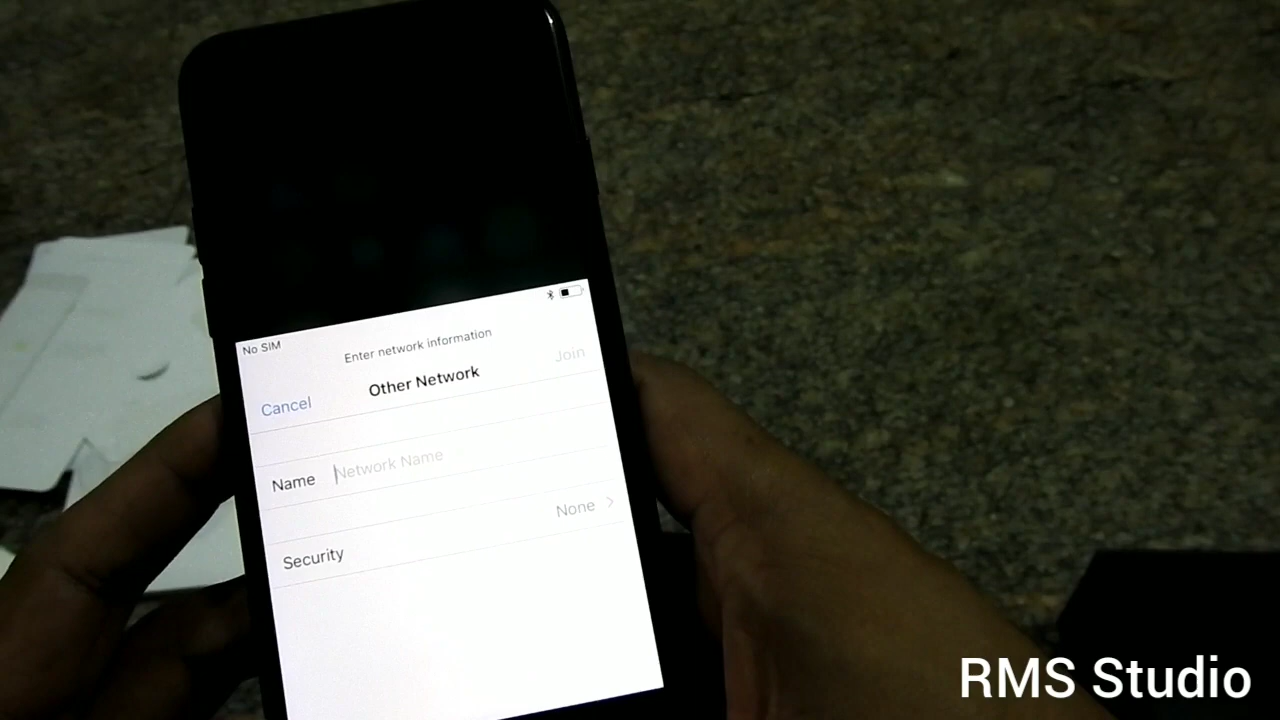 No SIM
Enter network information
Cancel Other Network Join
Name Network Name
Security None
RMS Studio